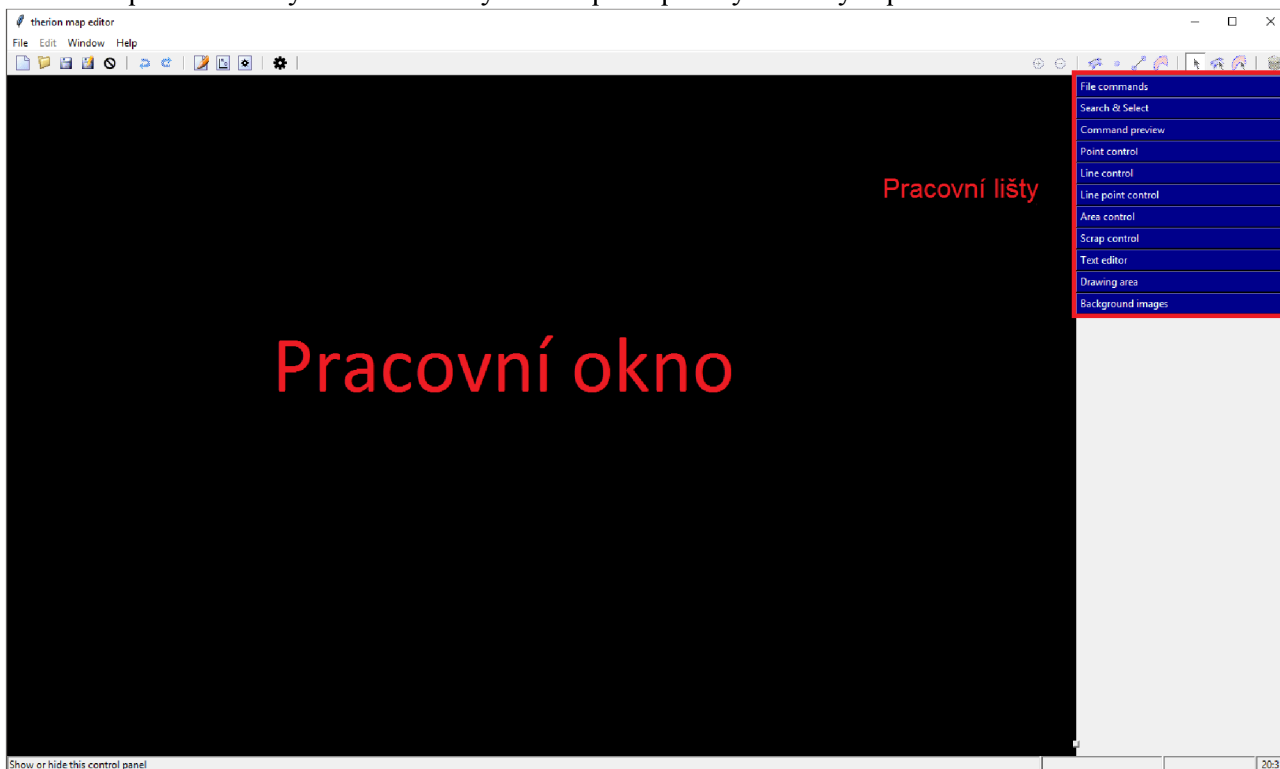 therion map editor
File Edit Window Help
File commands
Search & Select
Command preview
Point control
Pracovní lišty
Line control
Line point control
Area control
Scrap control
Text editor
Drawing area
Background images
Pracovní okno
Show or hide this control panel
20:3